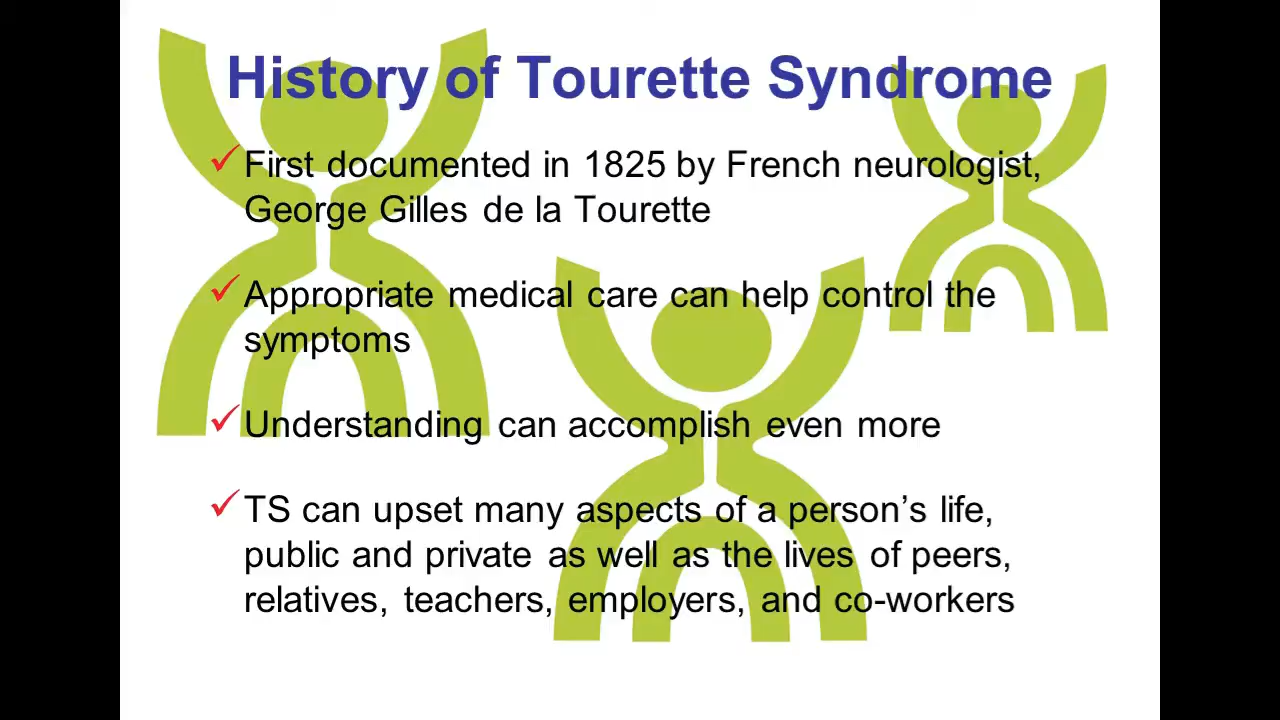 History of Tourette Syndrome
First documented in 1825 by French neurologist,
George Gilles de la Tourette
Appropriate medical care can help control the
symptoms
Understanding can accomplish even more
TS can upset many aspects of a person’s life,
public and private as well as the lives of peers,
relatives, teachers, employers, and co-workers